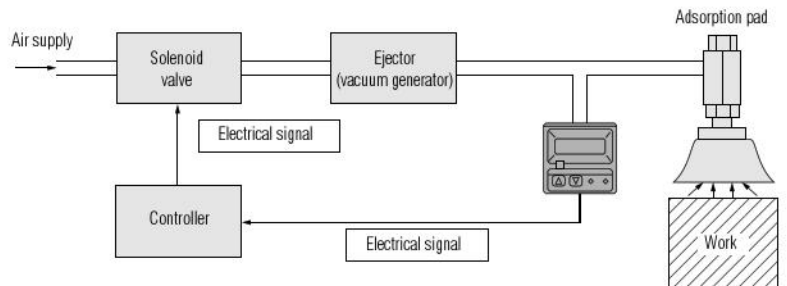 Adsorption pad
Air supply
Solenoid
valve
Ejector
(vacuum generator)
Electrical signal
Controller
Electrical signal
Work